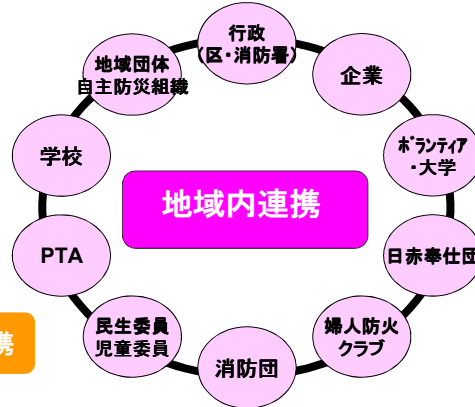 行政
(区・消防署)
地域団体
自主防災組織
企業
学校
ボランティア
・大学
地域内連携
PTA
日赤奉仕団
民生委員
児童委員
婦人防火
クラブ
消防団
携